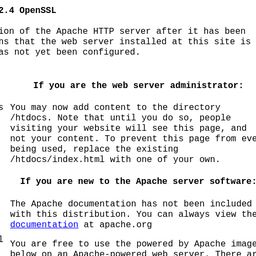 2.4 OpenSSL
ion of the Apache HTTP server after it has been
ns that the web server installed at this site is
as not yet been configured.
If you are the web server administrator:
s You may now add content to the directory
/htdocs. Note that until you do so, people
visiting your website will see this page, and
not your content. To prevent this page from eve
being used, replace the existing
/htdocs/index.html with one of your own.
If you are new to the Apache server software:
The Apache documentation has not been included
with this distribution. You can always view the
documentation at apache.org
l You are free to use the powered by Apache image
below on an Apache-powered web server. There ar